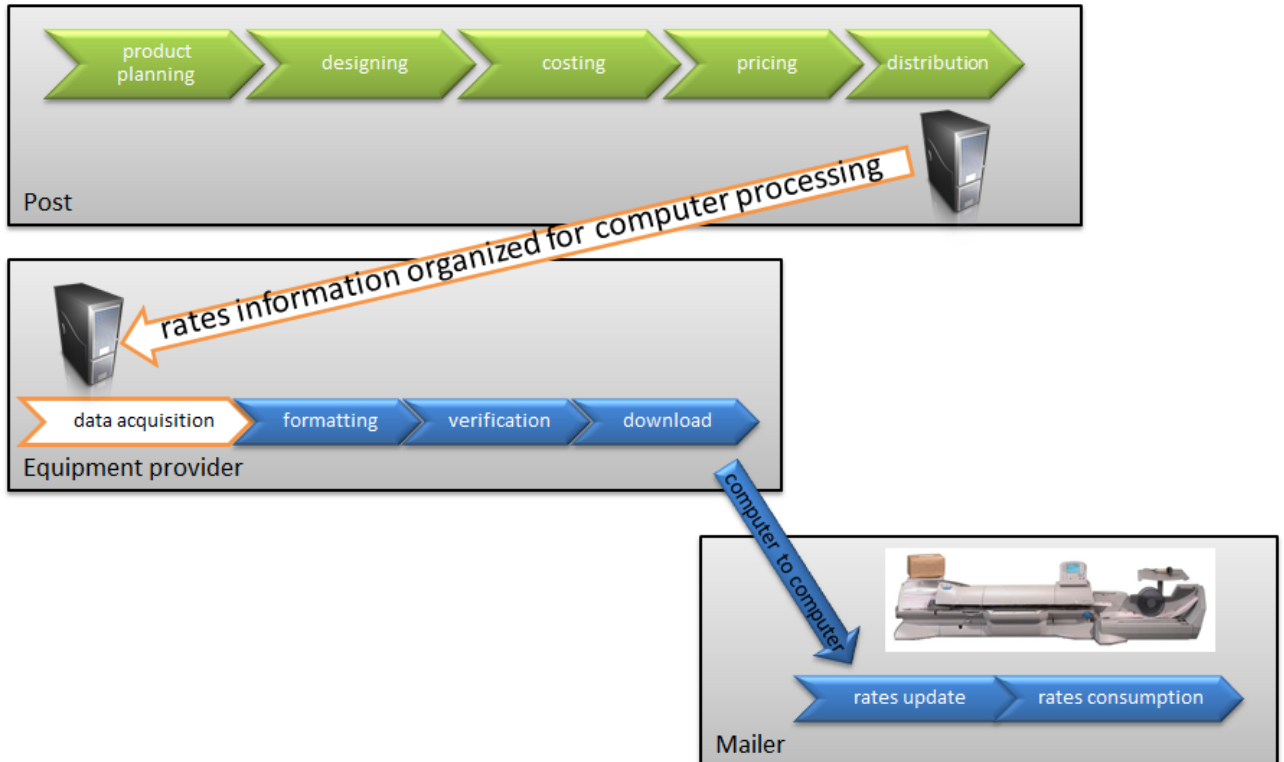 product
planning
designing
costing
pricing
distribution
Post
rates information organized for computer processing
data acquisition
formatting
verification
download
Equipment provider
computer to computer
rates update
rates consumption
Mailer